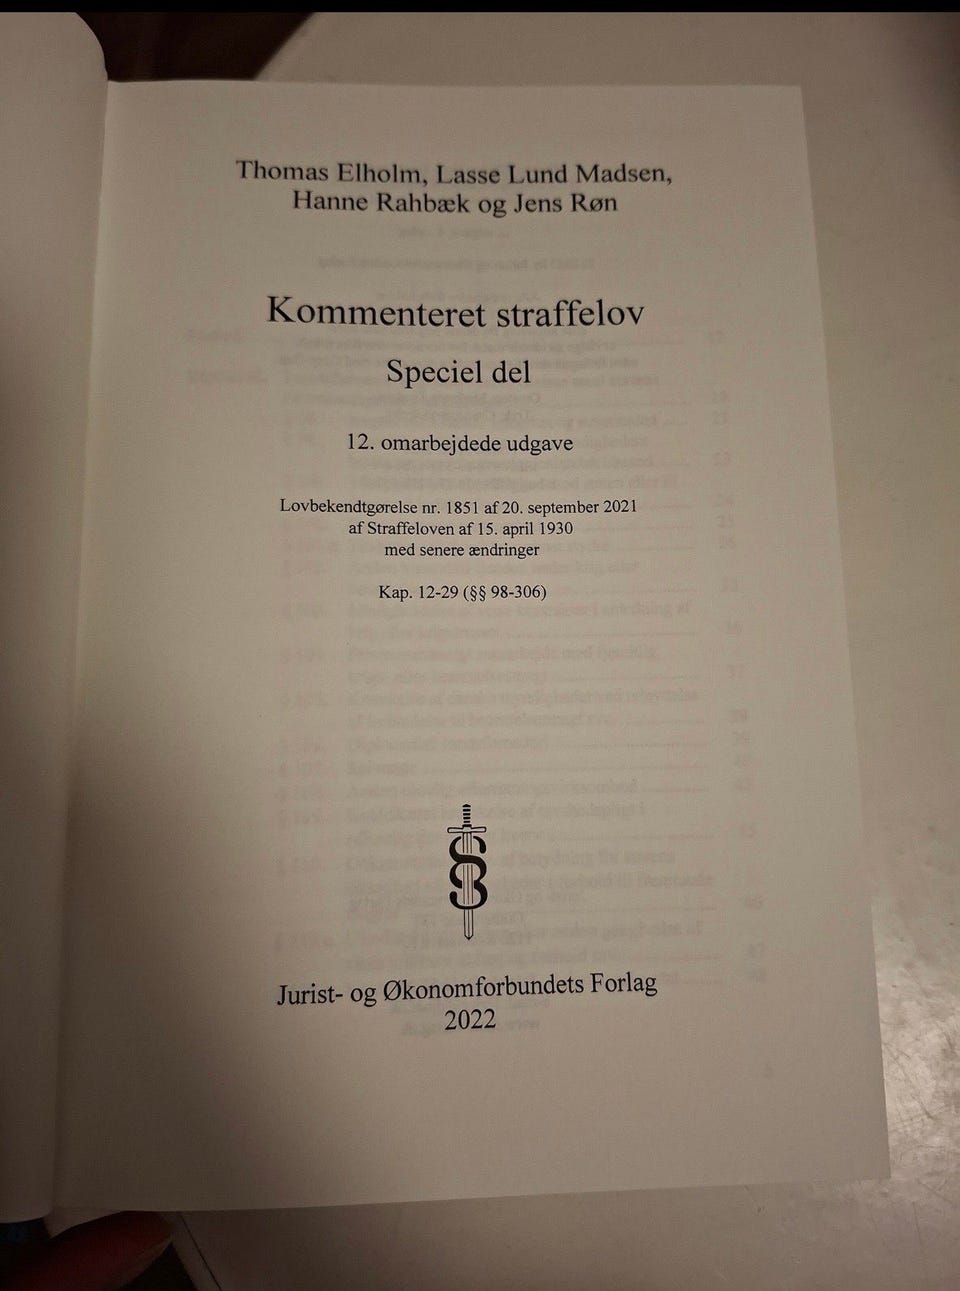 Thomas Elholm, Lasse Lund Madsen,
Hanne Rahbæk og Jens Røn
Kommenteret straffelov
Speciel del
12. omarbejdede udgave
Lovbekendtgørelse nr. 1851 af 20. september 2021
af Straffeloven af 15. april 1930
med senere ændringer
Kap. 12-29 (§§ 98-306)
Jurist- og Økonomforbundets Forlag
2022